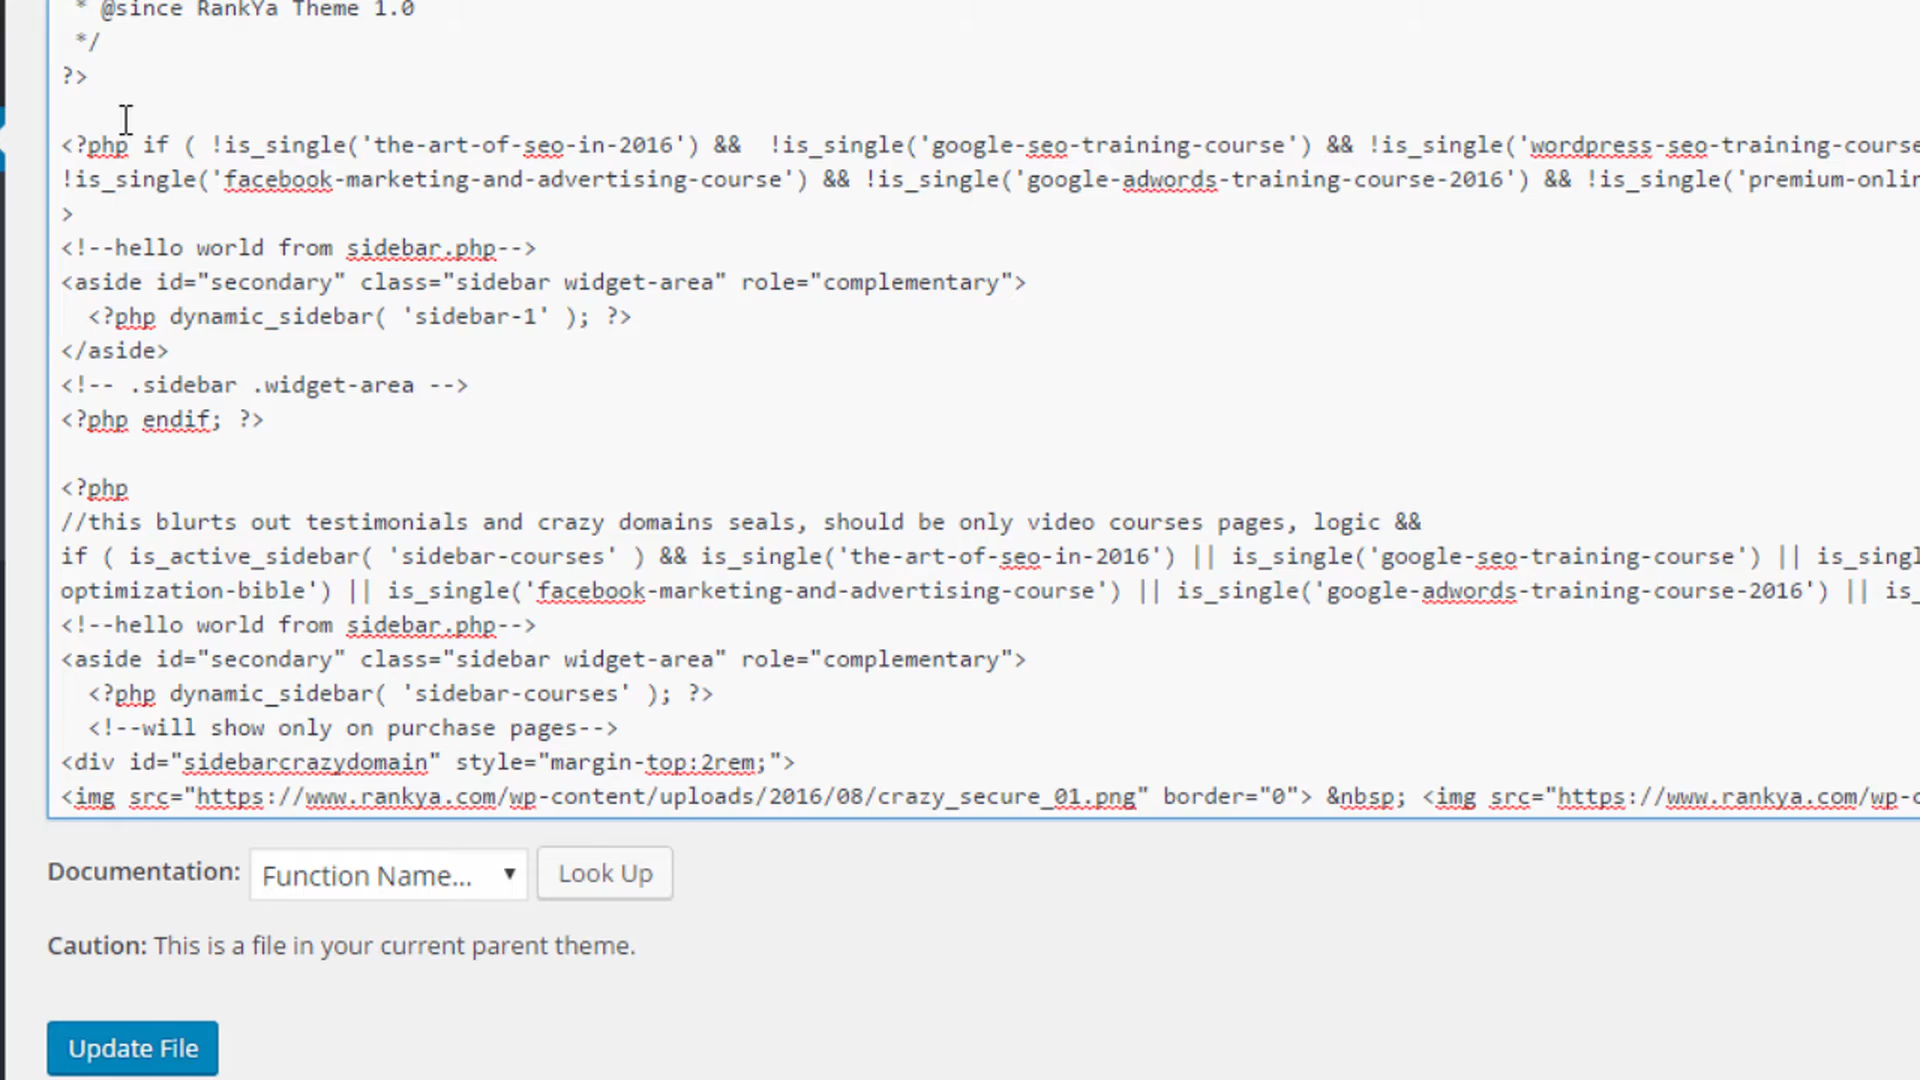 * @since RankYa Theme 1.0
*/
?>
<?php if ( !is_single('the-art-of-seo-in-2016') &&  !is_single('google-seo-training-course') && !is_single('wordpress-seo-training-course
!is_single('facebook-marketing-and-advertising-course') && !is_single('google-adwords-training-course-2016') && !is_single('premium-onlin
>
<!--hello world from sidebar.php-->
<aside id="secondary" class="sidebar widget-area" role="complementary">
<?php dynamic_sidebar( 'sidebar-1' ); ?>
</aside>
<!-- .sidebar .widget-area -->
<?php endif; ?>
<?php
//this blurts out testimonials and crazy domains seals, should be only video courses pages, logic &&
if ( is_active_sidebar( 'sidebar-courses' ) && is_single('the-art-of-seo-in-2016') || is_single('google-seo-training-course') || is_singl
optimization-bible') || is_single('facebook-marketing-and-advertising-course') || is_single('google-adwords-training-course-2016') || is_
<!--hello world from sidebar.php-->
<aside id="secondary" class="sidebar widget-area" role="complementary">
<?php dynamic_sidebar( 'sidebar-courses' ); ?>
<!--will show only on purchase pages-->
<div id="sidebarcrazydomain" style="margin-top:2rem;">
<img src="https://www.rankya.com/wp-content/uploads/2016/08/crazy_secure_01.png" border="0"> &nbsp; <img src="https://www.rankya.com/wp-c
Documentation: Function Name... Look Up
Caution: This is a file in your current parent theme.
Update File